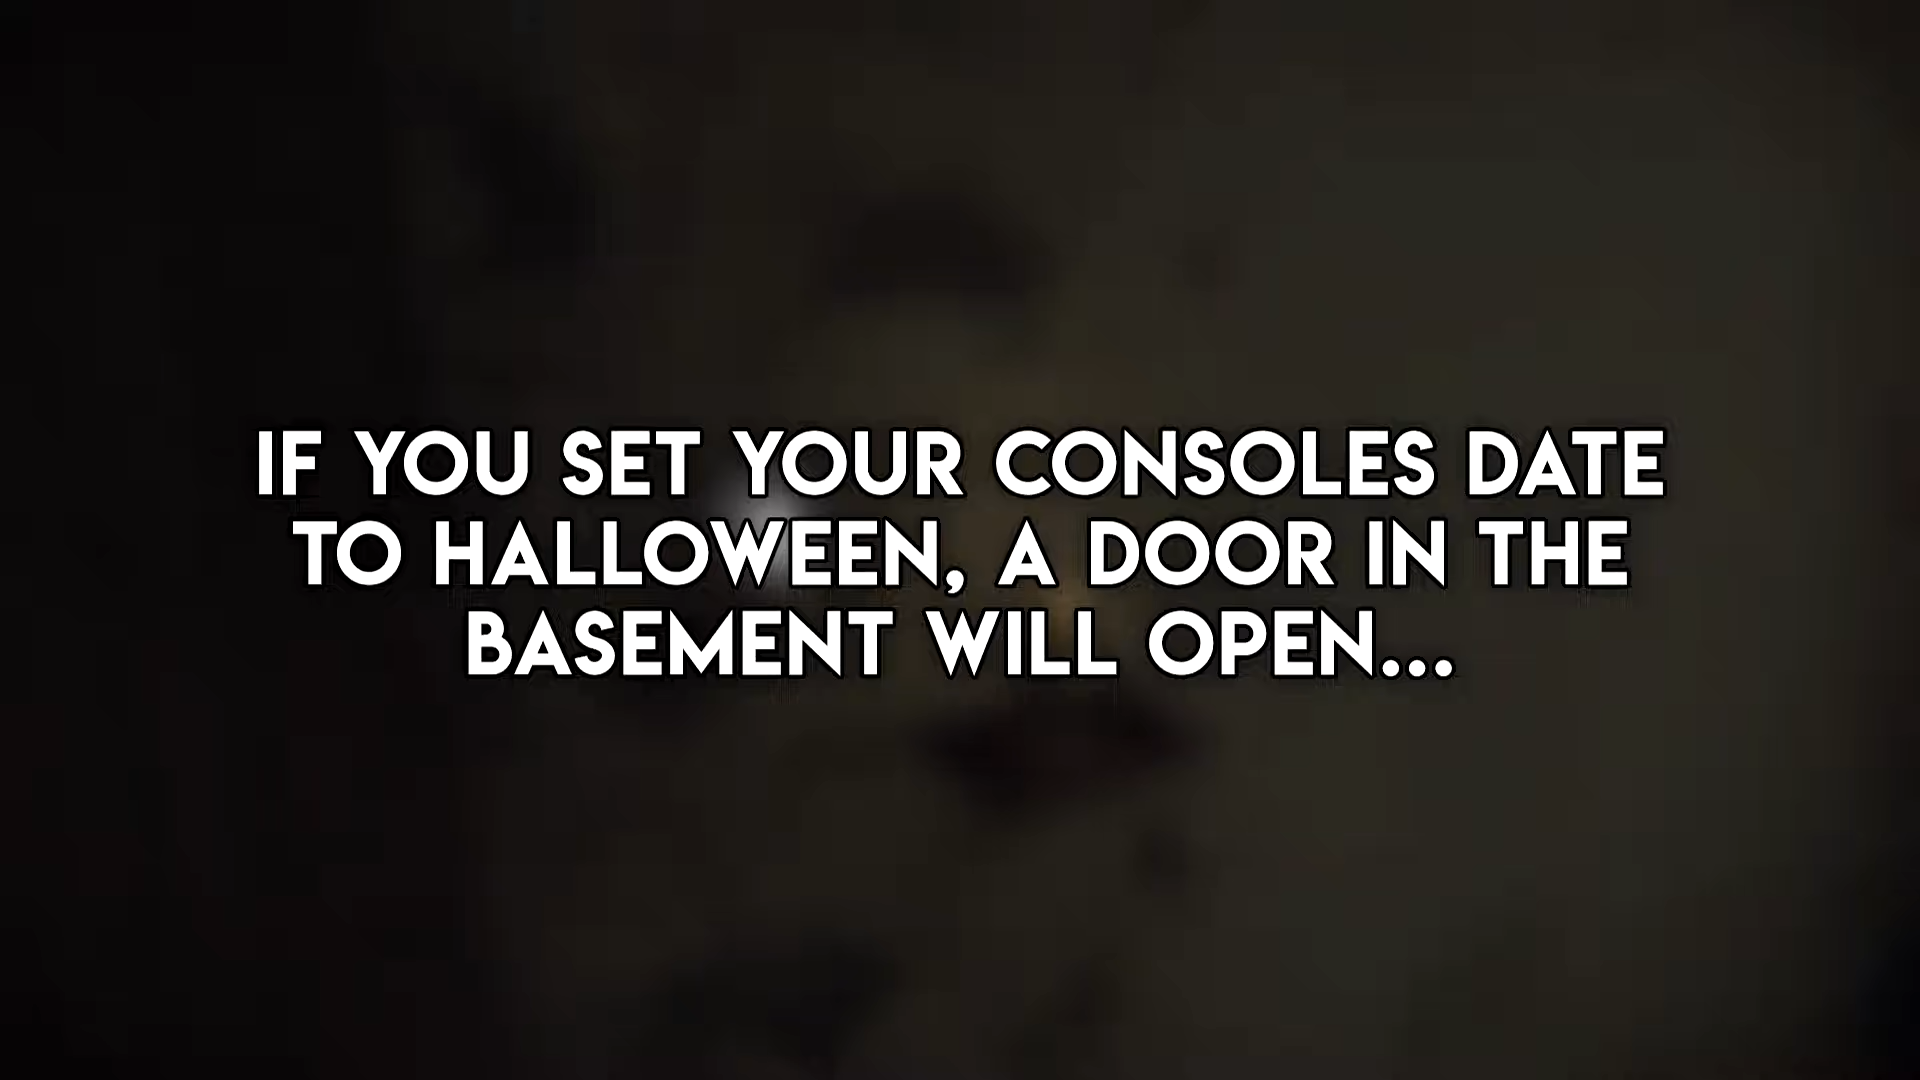 IF YOU SET YOUR CONSOLES DATE
TO HALLOWEEN, A DOOR IN THE
BASEMENT WILL OPEN...